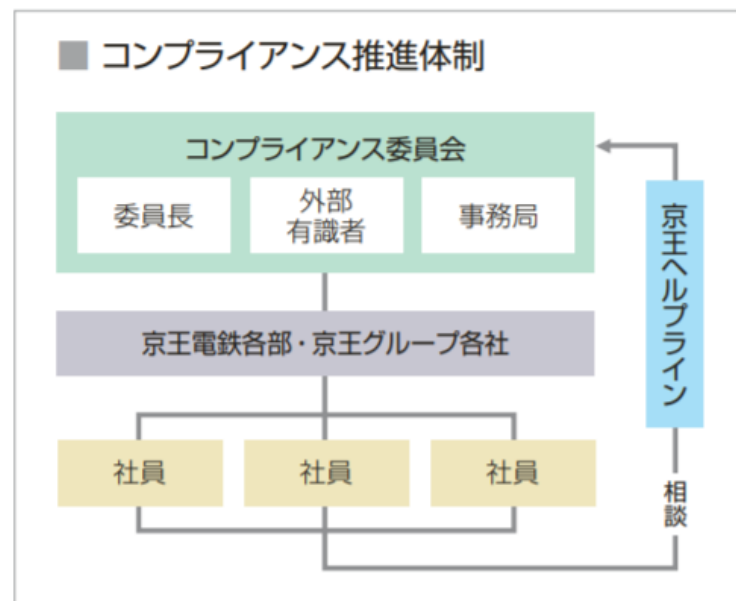 コンプライアンス推進体制
コンプライアンス委員会
委員長
外部
有識者
事務局
京王ヘルプライン
京王電鉄各部・京王グループ各社
社員
社員
社員
相談